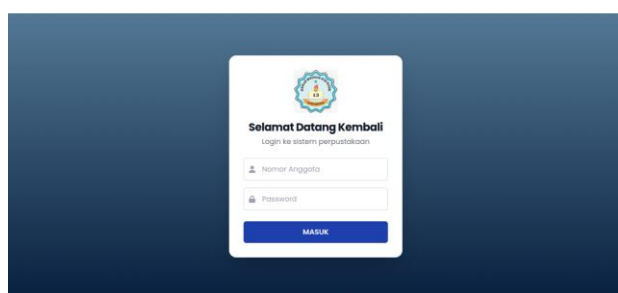 Selamat Datang Kembali
Login ke sistem perpustakaan
Nomor Anggota
Password
MASUK